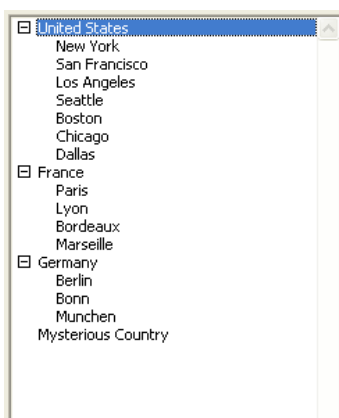 United States
New York
San Francisco
Los Angeles
Seattle
Boston
Chicago
Dallas
France
Paris
Lyon
Bordeaux
Marseille
Germany
Berlin
Bonn
Munchen
Mysterious Country